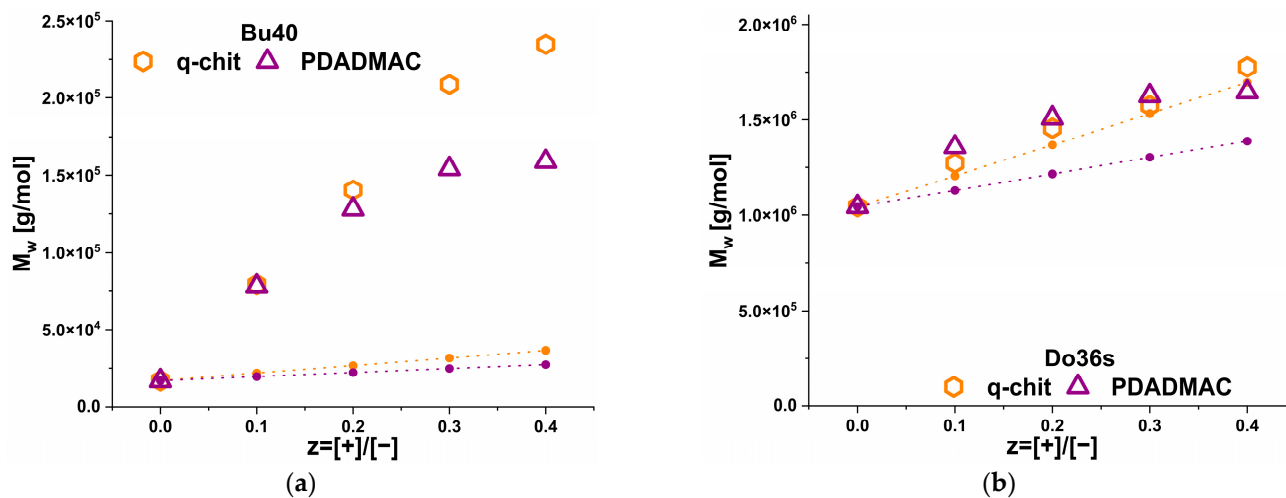 Bu40
q-chit PDADMAC
2.5×10⁵
2.0×10⁵
1.5×10⁵
1.0×10⁵
5.0×10⁴
0.0
M_w [g/mol]
0.0 0.1 0.2 0.3 0.4
z=[+]/[−]
(a)
2.0×10⁶
1.5×10⁶
1.0×10⁶
5.0×10⁵
0.0
M_w [g/mol]
Do36s
q-chit PDADMAC
0.0 0.1 0.2 0.3 0.4
z=[+]/[−]
(b)